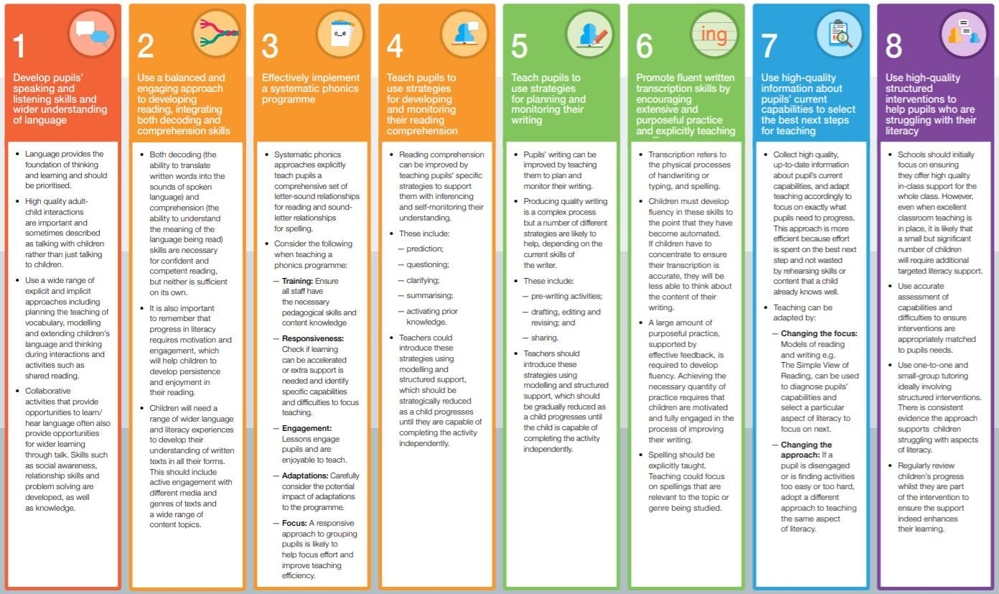 1
Develop pupils'
speaking and
listening skills and
wider understanding
of language
• Language provides the
foundation of thinking
and learning and should
be prioritised.
• High quality adult-
child interactions
are important and
sometimes described
as talking with children
rather than just talking
to children.
• Use a wide range of
explicit and implicit
approaches including
planning the teaching of
vocabulary, modelling
and extending children's
language and thinking
during interactions and
activities such as
shared reading.
• Collaborative
activities that provide
opportunities to learn/
hear language often also
provide opportunities
for wider learning
through talk. Skills such
as social awareness,
relationship skills and
problem solving are
developed, as well
as knowledge.
2
Use a balanced and
engaging approach
to developing
reading, integrating
both decoding and
comprehension skills
• Both decoding (the
ability to translate
written words into the
sounds of spoken
language) and
comprehension (the
ability to understand
the meaning of the
language being read)
skills are necessary
for confident and
competent reading,
but neither is sufficient
on its own.
• It is also important
to remember that
progress in literacy
requires motivation and
engagement, which
will help children to
develop persistence
and enjoyment in
their reading.
• Children will need a
range of wider language
and literacy experiences
to develop their
understanding of written
texts in all their forms.
This should include
active engagement with
different media and
genres of texts and
a wide range of
content topics.
3
Effectively implement
a systematic phonics
programme
• Systematic phonics
approaches explicitly
teach pupils a
comprehensive set of
letter-sound relationships
for reading and sound-
letter relationships
for spelling.
• Consider the following
when teaching a
phonics programme:
— Training: Ensure
all staff have
the necessary
pedagogical skills and
content knowledge
— Responsiveness:
Check if learning
can be accelerated
or extra support is
needed and identify
specific capabilities
and difficulties to focus
teaching.
— Engagement:
Lessons engage
pupils and are
enjoyable to teach.
— Adaptations: Carefully
consider the potential
impact of adaptations
to the programme.
— Focus: A responsive
approach to grouping
pupils is likely to
help focus effort and
improve teaching
efficiency.
4
Teach pupils to
use strategies
for developing
and monitoring
their reading
comprehension
• Reading comprehension
can be improved by
teaching pupils' specific
strategies to support
them with inferencing
and self-monitoring their
understanding.
• These include:
— prediction;
— questioning;
— clarifying;
— summarising;
— activating prior
knowledge.
• Teachers could
introduce these
strategies using
modelling and
structured support,
which should be
strategically reduced
as a child progresses
until they are capable of
completing the activity
independently.
5
Teach pupils to
use strategies
for planning and
monitoring their
writing
• Pupils' writing can be
improved by teaching
them to plan and
monitor their writing.
• Producing quality writing
is a complex process
but a number of different
strategies are likely to
help, depending on the
current skills of
the writer.
• These include:
— pre-writing activities;
— drafting, editing and
revising; and
— sharing.
• Teachers should
introduce these
strategies using
modelling and structured
support, which should
be gradually reduced as
a child progresses until
the child is capable of
completing the activity
independently.
6
ing
Promote fluent written
transcription skills by
encouraging
extensive and
purposeful practice
and explicitly teaching
• Transcription refers to
the physical processes
of handwriting or
typing, and spelling.
• Children must develop
fluency in these skills to
the point that they have
become automated.
If children have to
concentrate to ensure
their transcription is
accurate, they will be
less able to think about
the content of their
writing.
• A large amount of
purposeful practice,
supported by
effective feedback, is
required to develop
fluency. Achieving the
necessary quantity of
practice requires that
children are motivated
and fully engaged in the
process of improving
their writing.
• Spelling should be
explicitly taught.
Teaching could focus
on spellings that are
relevant to the topic or
genre being studied.
7
Use high-quality
information about
pupils' current
capabilities to select
the best next steps
for teaching
• Collect high quality,
up-to-date information
about pupil's current
capabilities, and adapt
teaching accordingly to
focus on exactly what
pupils need to progress.
This approach is more
efficient because effort
is spent on the best next
step and not wasted
by rehearsing skills or
content that a child
already knows well.
• Teaching can be
adapted by:
— Changing the focus:
Models of reading
and writing e.g.
The Simple View of
Reading, can be used
to diagnose pupils'
capabilities and
select a particular
aspect of literacy to
focus on next.
— Changing the
approach: If a
pupil is disengaged
or is finding activities
too easy or too hard,
adopt a different
approach to teaching
the same aspect
of literacy.
8
Use high-quality
structured
interventions to
help pupils who are
struggling with their
literacy
• Schools should initially
focus on ensuring
they offer high quality
in-class support for the
whole class. However,
even when excellent
classroom teaching is
in place, it is likely that
a small but significant
number of children
will require additional
targeted literacy support.
• Use accurate
assessment of
capabilities and
difficulties to ensure
interventions are
appropriately matched
to pupils needs.
• Use one-to-one and
small-group tutoring
ideally involving
structured interventions.
There is consistent
evidence the approach
supports children
struggling with aspects
of literacy.
• Regularly review
children's progress
whilst they are part
of the intervention to
ensure the support
indeed enhances
their learning.